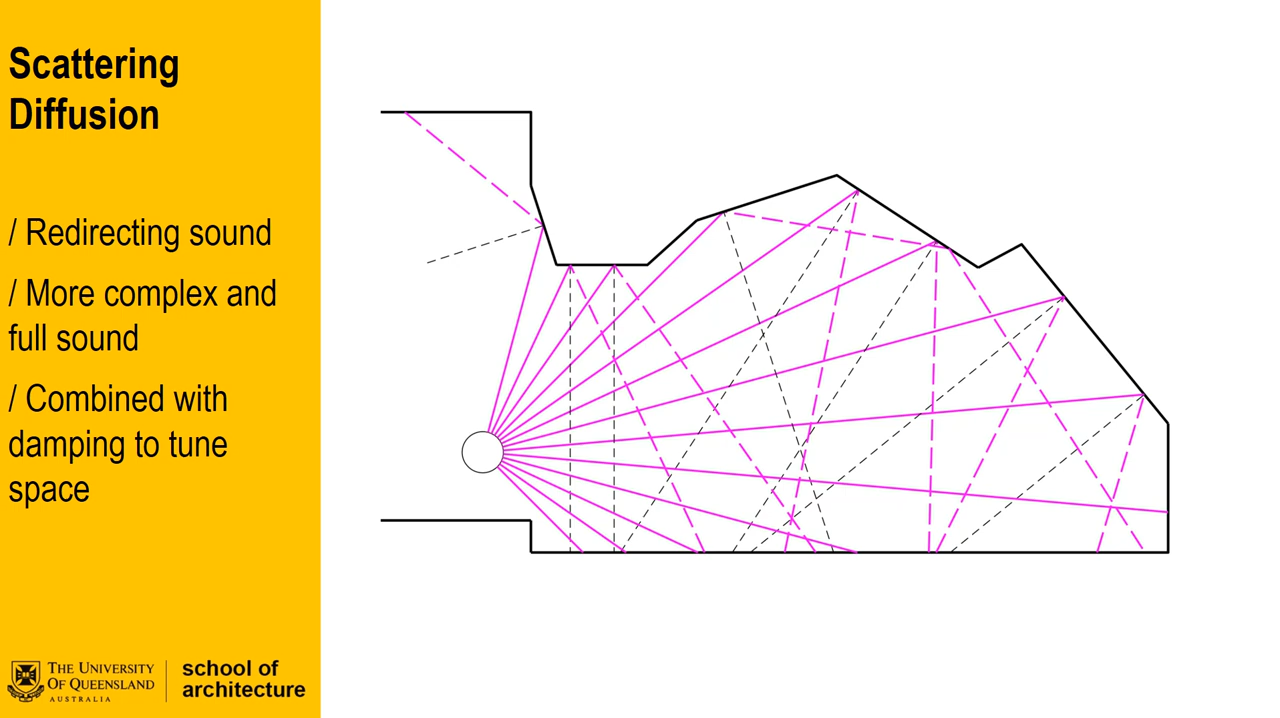 Scattering
Diffusion
/ Redirecting sound
/ More complex and
full sound
/ Combined with
damping to tune
space
THE UNIVERSITY
OF QUEENSLAND
AUSTRALIA
school of
architecture